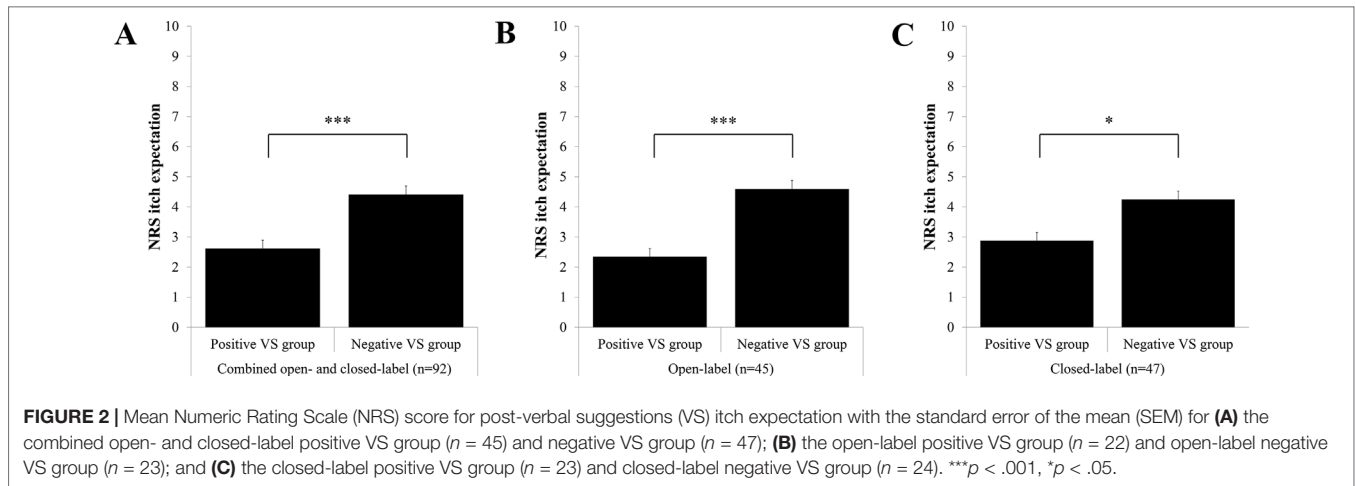 A
NRS itch expectation
10
9
8
7
6
5
4
3
2
1
0
***
Positive VS group
Negative VS group
Combined open- and closed-label (n=92)
B
NRS itch expectation
10
9
8
7
6
5
4
3
2
1
0
***
Positive VS group
Negative VS group
Open-label (n=45)
C
NRS itch expectation
10
9
8
7
6
5
4
3
2
1
0
*
Positive VS group
Negative VS group
Closed-label (n=47)
FIGURE 2 | Mean Numeric Rating Scale (NRS) score for post-verbal suggestions (VS) itch expectation with the standard error of the mean (SEM) for (A) the
combined open- and closed-label positive VS group (n = 45) and negative VS group (n = 47); (B) the open-label positive VS group (n = 22) and open-label negative
VS group (n = 23); and (C) the closed-label positive VS group (n = 23) and closed-label negative VS group (n = 24). ***p < .001, *p < .05.